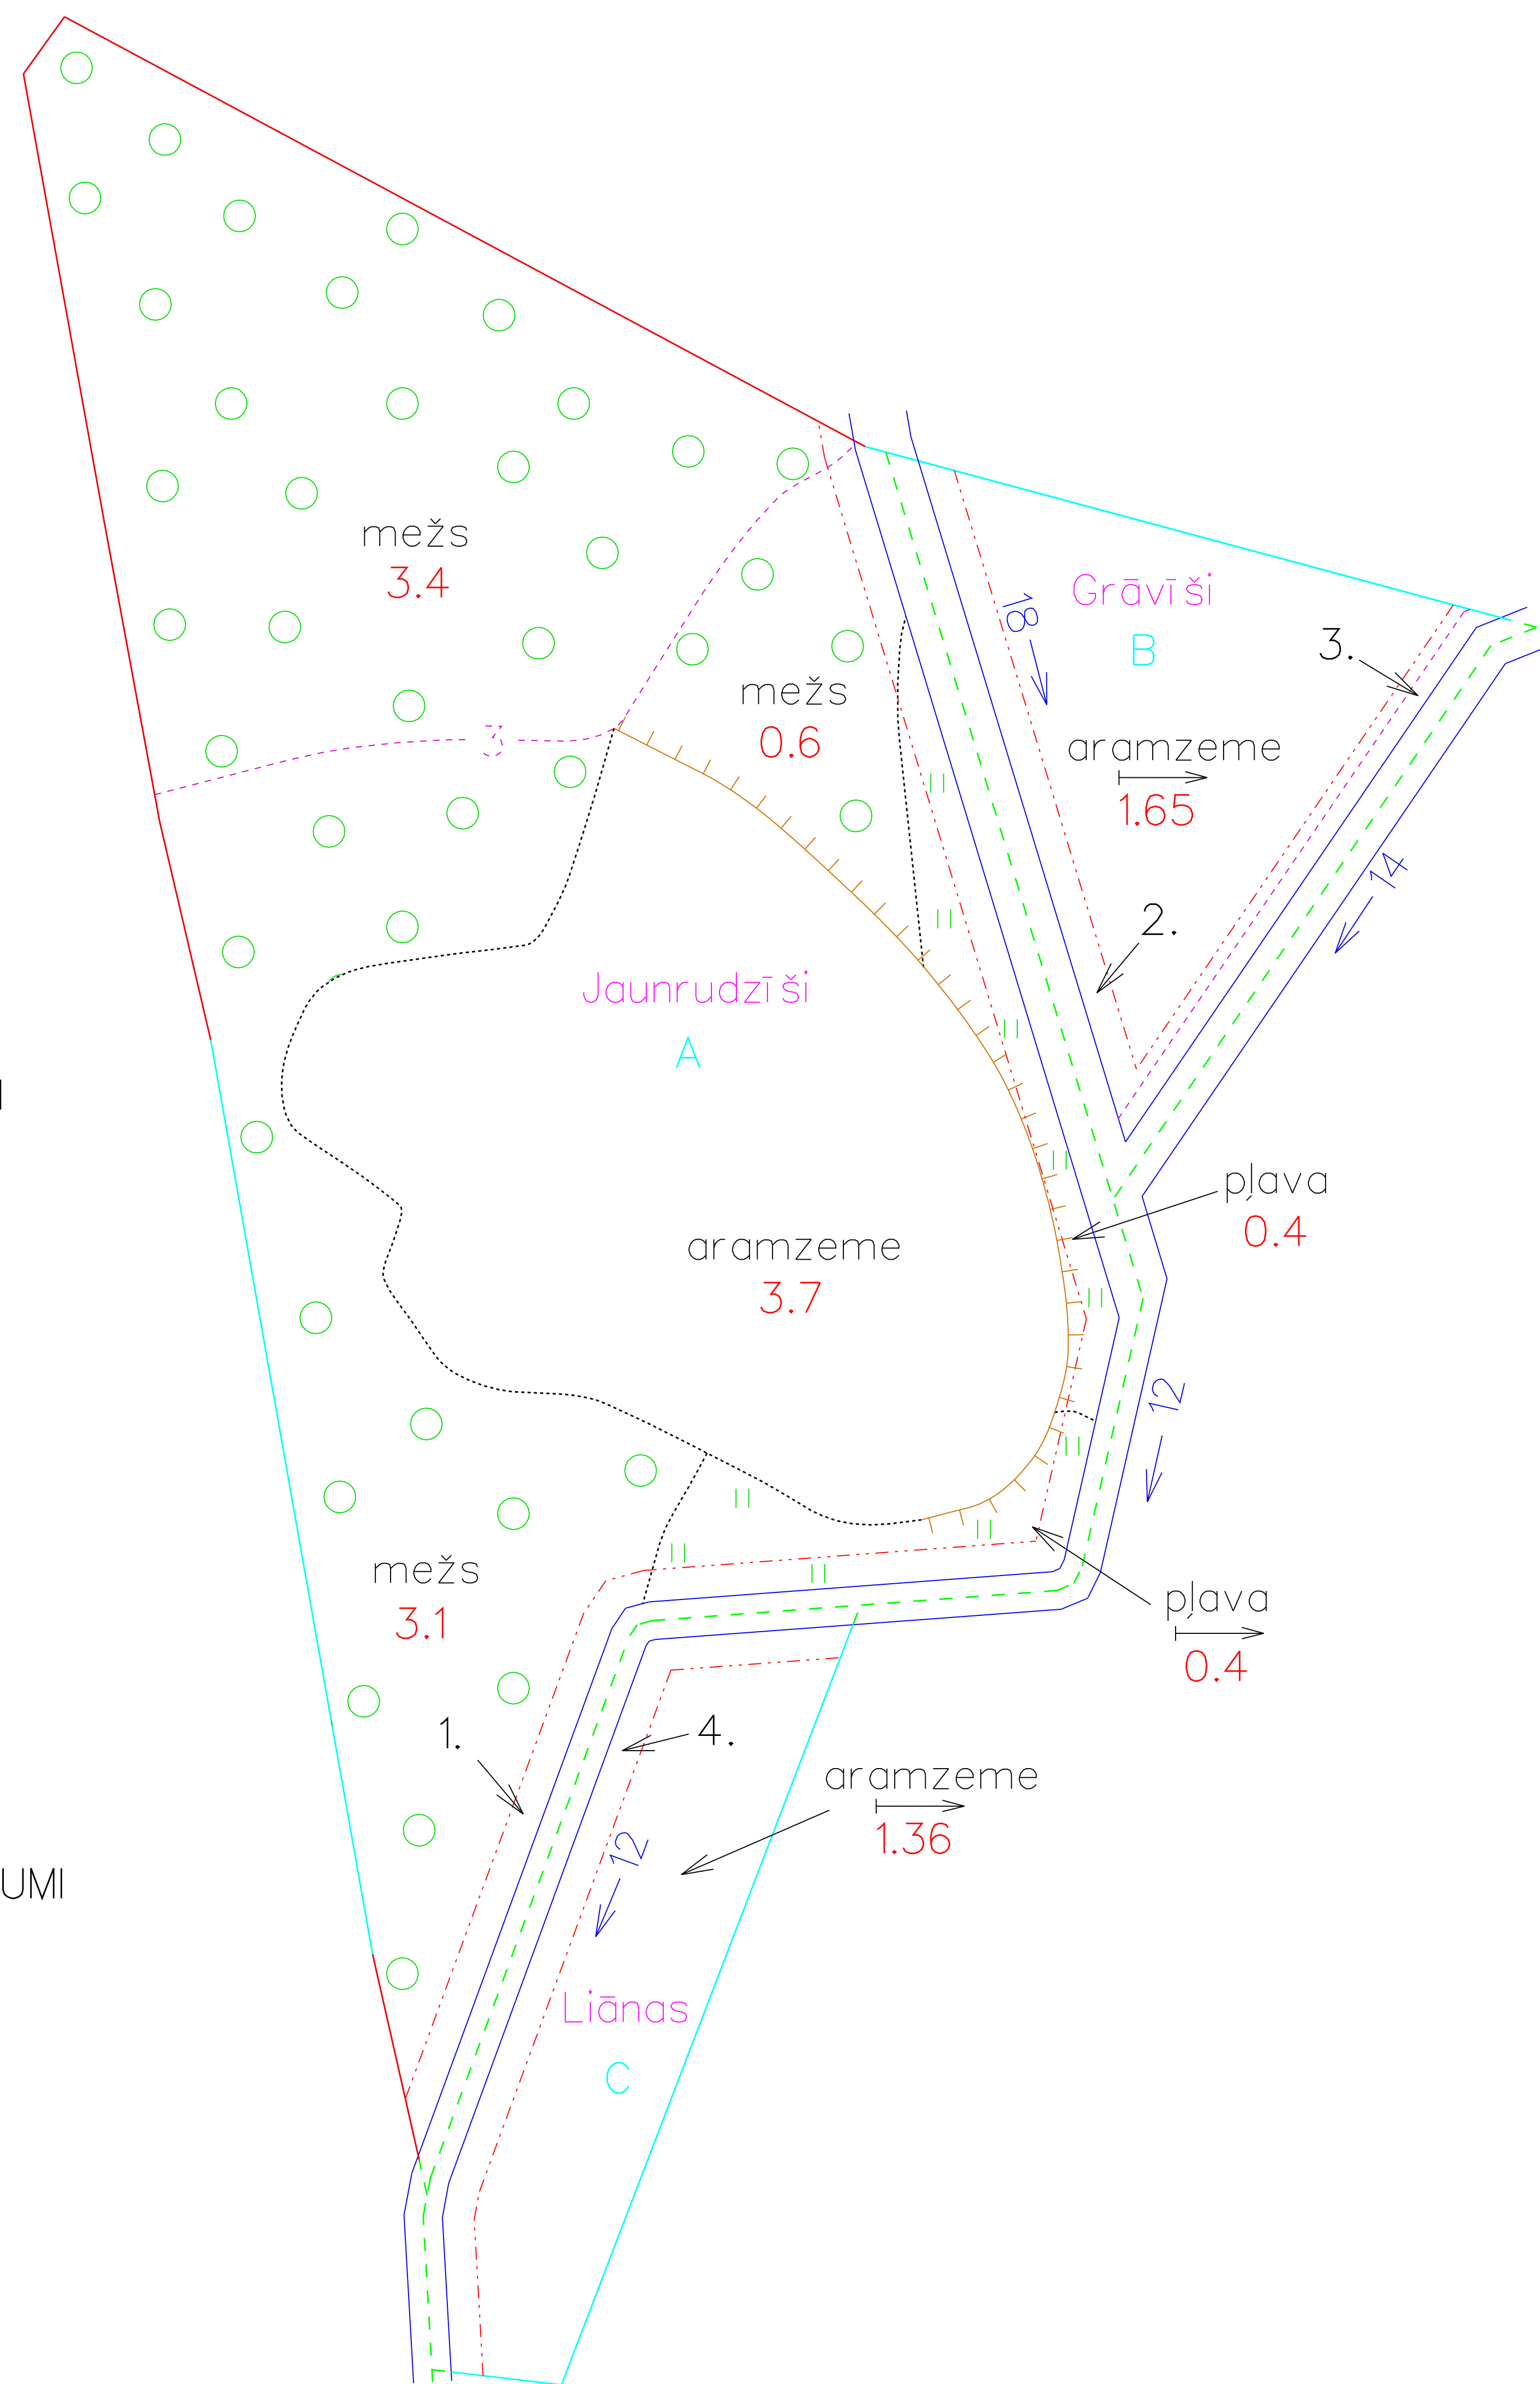 mežs
3.4
18
Grāvīši
B
3.
mežs
0.6
3
aramzeme
1.65
14
2.
Jaunrudzīši
A
pļava
0.4
aramzeme
3.7
12
mežs
3.1
pļava
0.4
1.
4.
aramzeme
1.36
12
UMI
Liānas
C